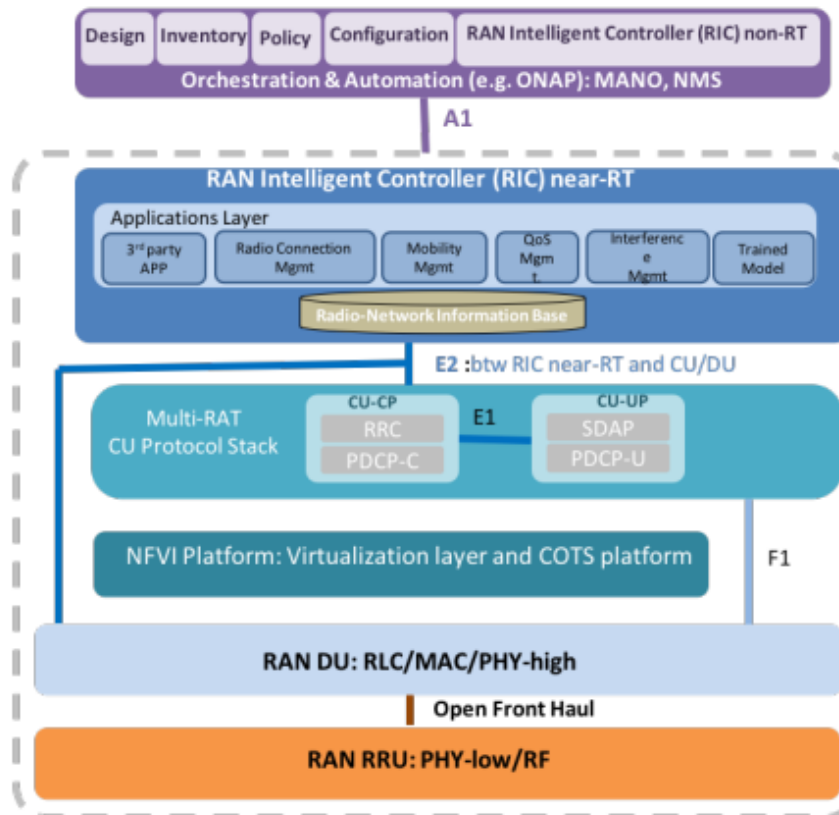 Design Inventory Policy Configuration RAN Intelligent Controller (RIC) non-RT
Orchestration & Automation (e.g. ONAP): MANO, NMS
A1
RAN Intelligent Controller (RIC) near-RT
Applications Layer
3rd party
APP
Radio Connection
Mgmt
Mobility
Mgmt
QoS
Mgm
t.
Interferenc
e
Mgmt
Trained
Model
Radio-Network Information Base
E2 :btw RIC near-RT and CU/DU
Multi-RAT
CU Protocol Stack
CU-CP
RRC
PDCP-C
E1
CU-UP
SDAP
PDCP-U
NFVI Platform: Virtualization layer and COTS platform
F1
RAN DU: RLC/MAC/PHY-high
Open Front Haul
RAN RRU: PHY-low/RF